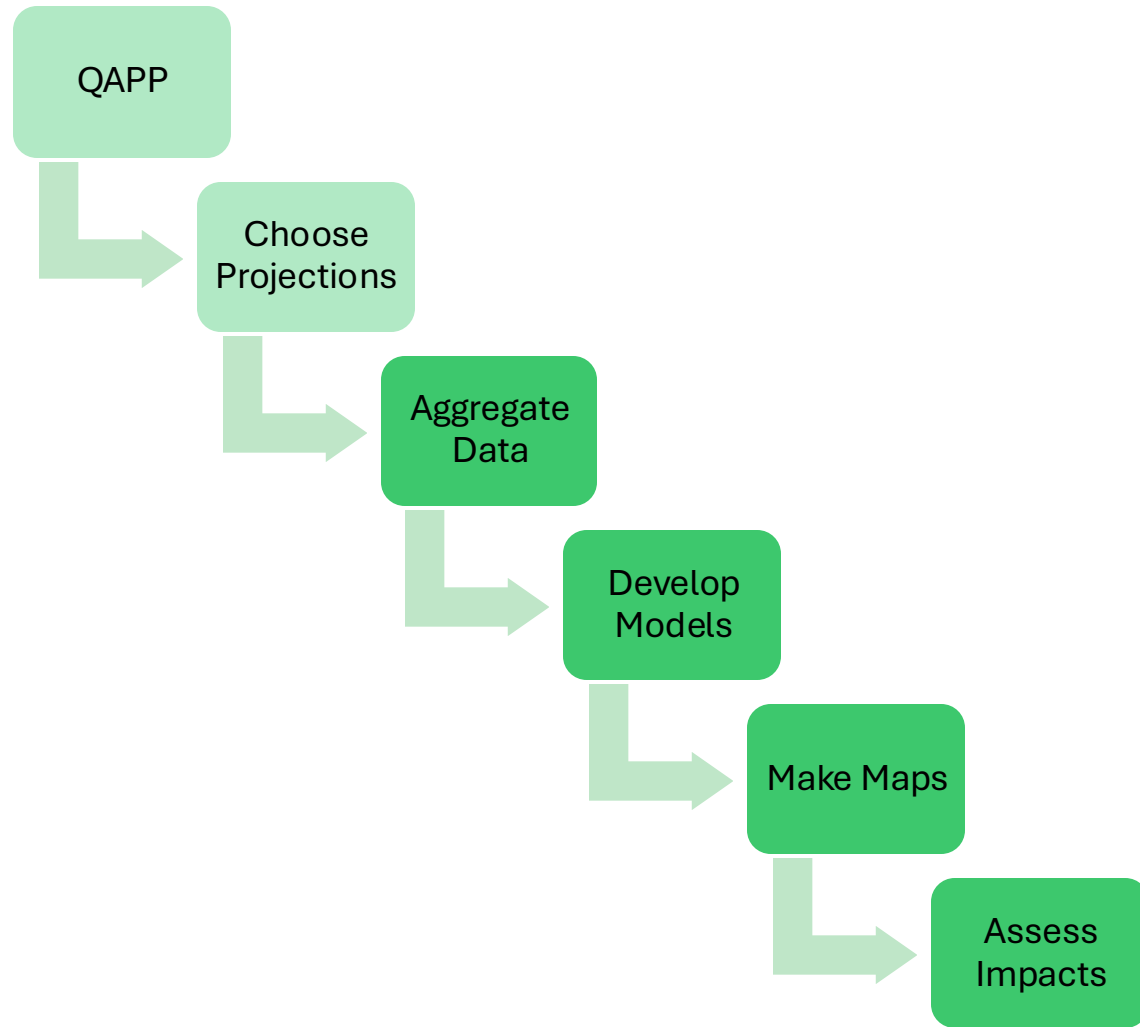 QAPP
Choose
Projections
Aggregate
Data
Develop
Models
Make Maps
Assess
Impacts